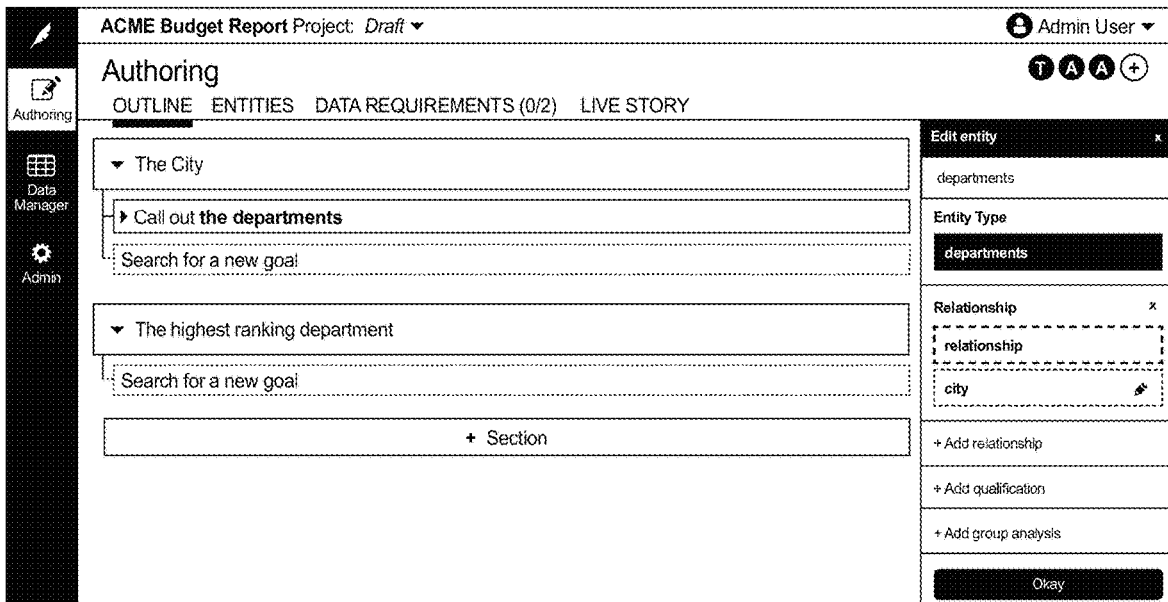 ACME Budget Report Project: Draft
Admin User
Authoring
T A A +
OUTLINE ENTITIES DATA REQUIREMENTS (0/2) LIVE STORY
Authoring
Data
Manager
Admin
▼ The City
Call out the departments
Search for a new goal
▼ The highest ranking department
Search for a new goal
+ Section
Edit entity x
departments
Entity Type
departments
Relationship x
relationship
city
+ Add relationship
+ Add qualification
+ Add group analysis
Okay